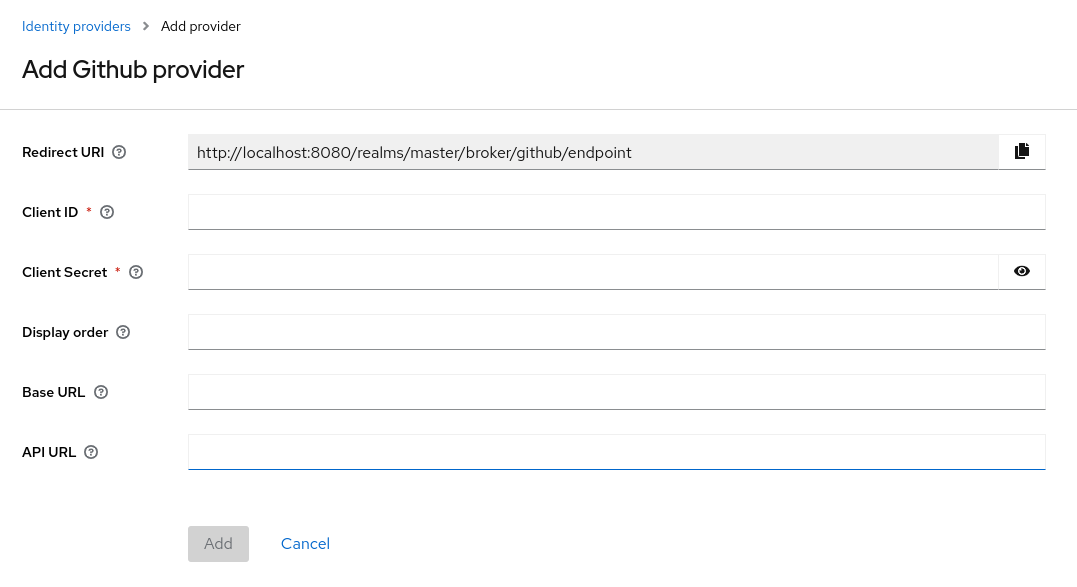 Identity providers > Add provider
Add Github provider
Redirect URI
http://localhost:8080/realms/master/broker/github/endpoint
Client ID *
Client Secret *
Display order
Base URL
API URL
Add Cancel